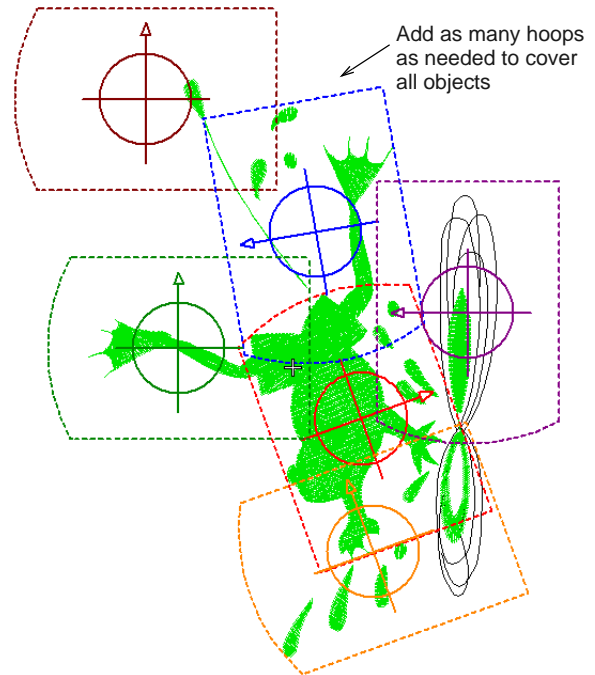 Add as many hoops
as needed to cover
all objects